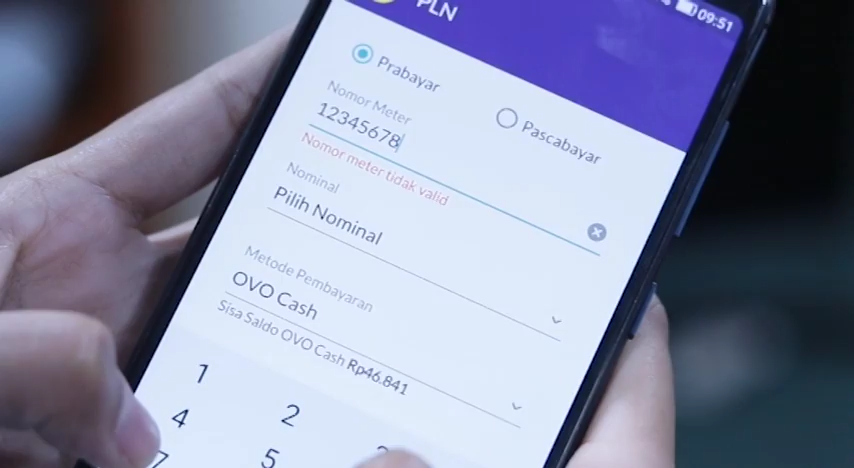 09:51
PLN
Prabayar
Pascabayar
Nomor Meter
12345678
Nomor meter tidak valid
Nominal
Pilih Nominal
Metode Pembayaran
OVO Cash
Sisa Saldo OVO Cash Rp46.841
1
2
4
5